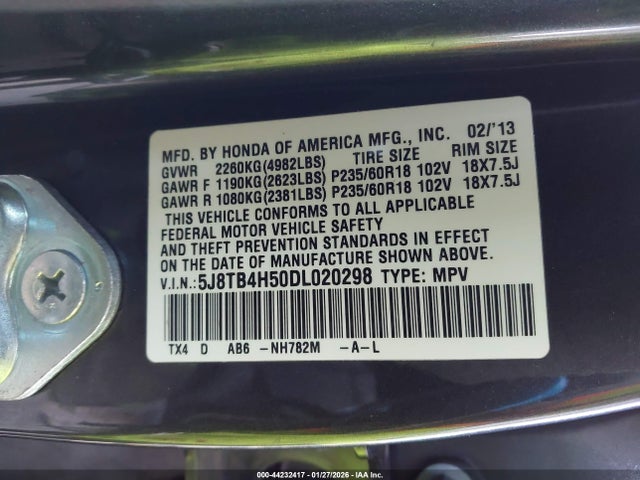 MFD. BY HONDA OF AMERICA MFG., INC. 02/'13
GVWR 2260KG(4982LBS) TIRE SIZE RIM SIZE
GAWR F 1190KG(2623LBS) P235/60R18 102V 18X7.5J
GAWR R 1080KG(2381LBS) P235/60R18 102V 18X7.5J
THIS VEHICLE CONFORMS TO ALL APPLICABLE
FEDERAL MOTOR VEHICLE SAFETY
AND THEFT PREVENTION STANDARDS IN EFFECT
ON THE DATE OF MANUFACTURE SHOWN ABOVE.
V.I.N.: 5J8TB4H50DL020298 TYPE: MPV
TX4 D AB6 -NH782M -A-L
000-44232417 | 01/27/2026 - IAA, Inc.